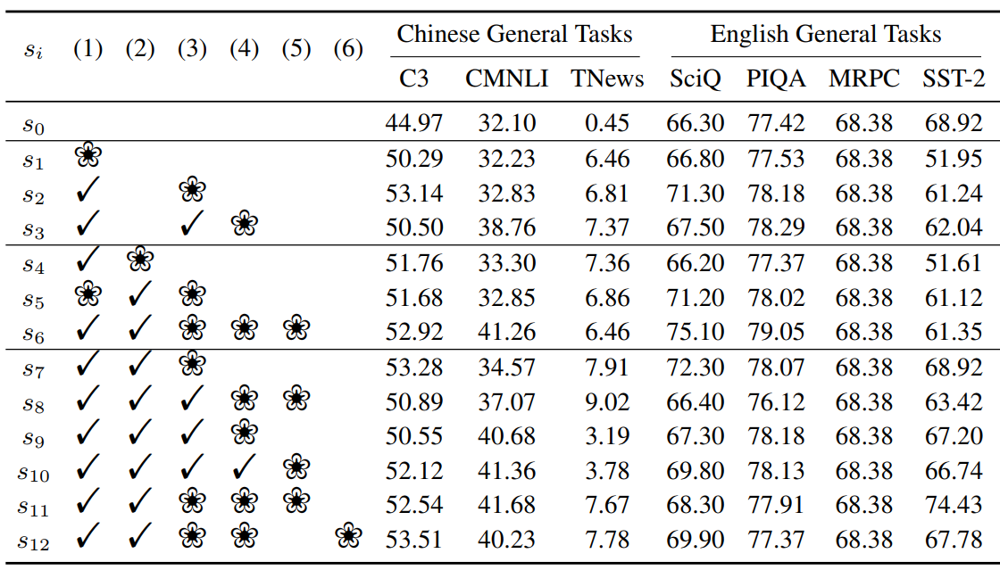 s_i (1) (2) (3) (4) (5) (6) Chinese General Tasks English General Tasks
C3 CMNLI TNews SciQ PIQA MRPC SST-2
s_0 44.97 32.10 0.45 66.30 77.42 68.38 68.92
s_1 ❀ 50.29 32.23 6.46 66.80 77.53 68.38 51.95
s_2 ✓ ❀ 53.14 32.83 6.81 71.30 78.18 68.38 61.24
s_3 ✓ ✓ ❀ 50.50 38.76 7.37 67.50 78.29 68.38 62.04
s_4 ✓ ❀ 51.76 33.30 7.36 66.20 77.37 68.38 51.61
s_5 ❀ ✓ ❀ 51.68 32.85 6.86 71.20 78.02 68.38 61.12
s_6 ✓ ✓ ❀ ❀ ❀ 52.92 41.26 6.46 75.10 79.05 68.38 61.35
s_7 ✓ ✓ ❀ 53.28 34.57 7.91 72.30 78.07 68.38 68.92
s_8 ✓ ✓ ✓ ❀ ❀ 50.89 37.07 9.02 66.40 76.12 68.38 63.42
s_9 ✓ ✓ ✓ ❀ 50.55 40.68 3.19 67.30 78.18 68.38 67.20
s_10 ✓ ✓ ✓ ✓ ❀ 52.12 41.36 3.78 69.80 78.13 68.38 66.74
s_11 ✓ ✓ ❀ ❀ ❀ 52.54 41.68 7.67 68.30 77.91 68.38 74.43
s_12 ✓ ✓ ❀ ❀ ❀ 53.51 40.23 7.78 69.90 77.37 68.38 67.78